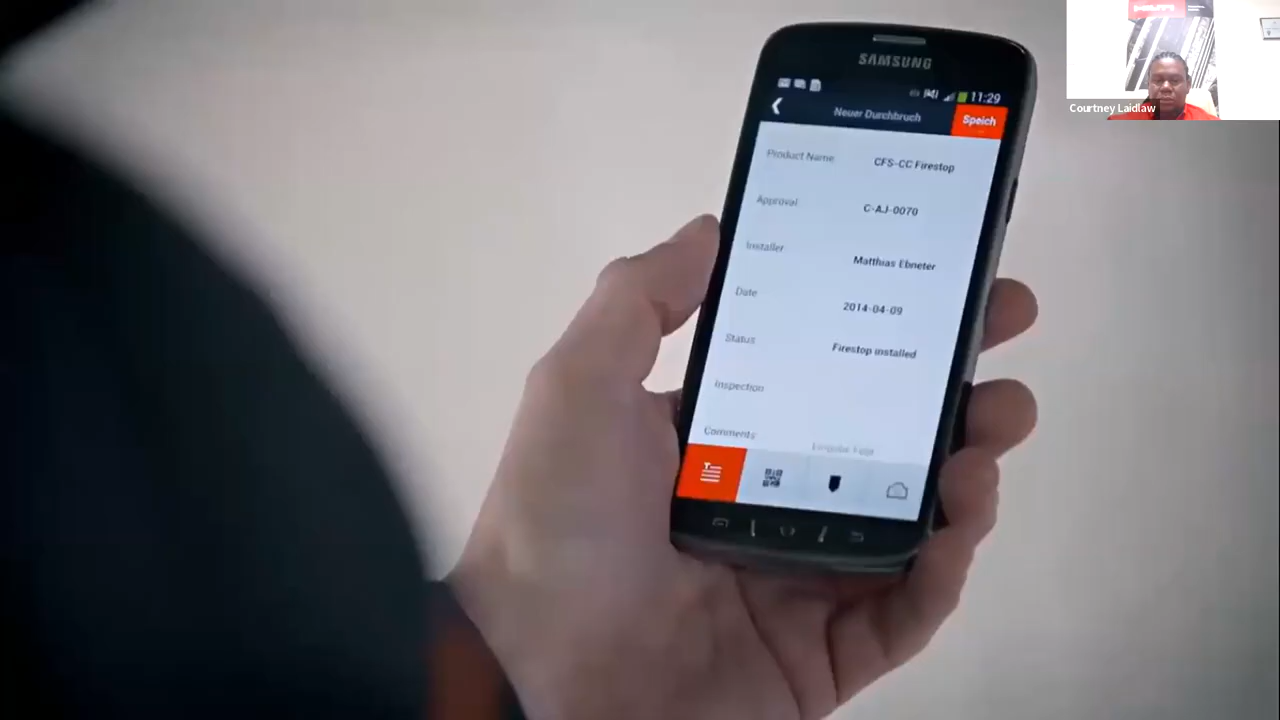 HILTI
Courtney Laidlaw
SAMSUNG
11:29
Neuer Durchbruch
Speich
Product Name CFS-CC Firestop
Approval C-AJ-0070
Installer Matthias Ebneter
Date 2014-04-09
Status Firestop installed
Inspection
Comments